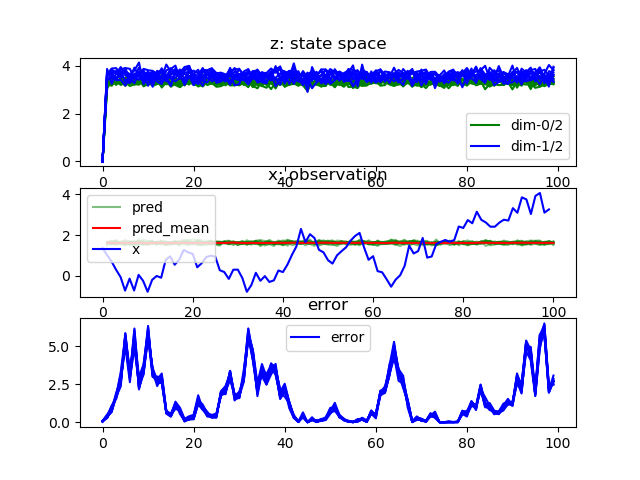 z: state space
4
2
0
dim-0/2
dim-1/2
0 20 40 60 80 100
x: observation
4
2
0
pred
pred_mean
x
0 20 40 60 80 100
error
5.0
2.5
0.0
error
0 20 40 60 80 100